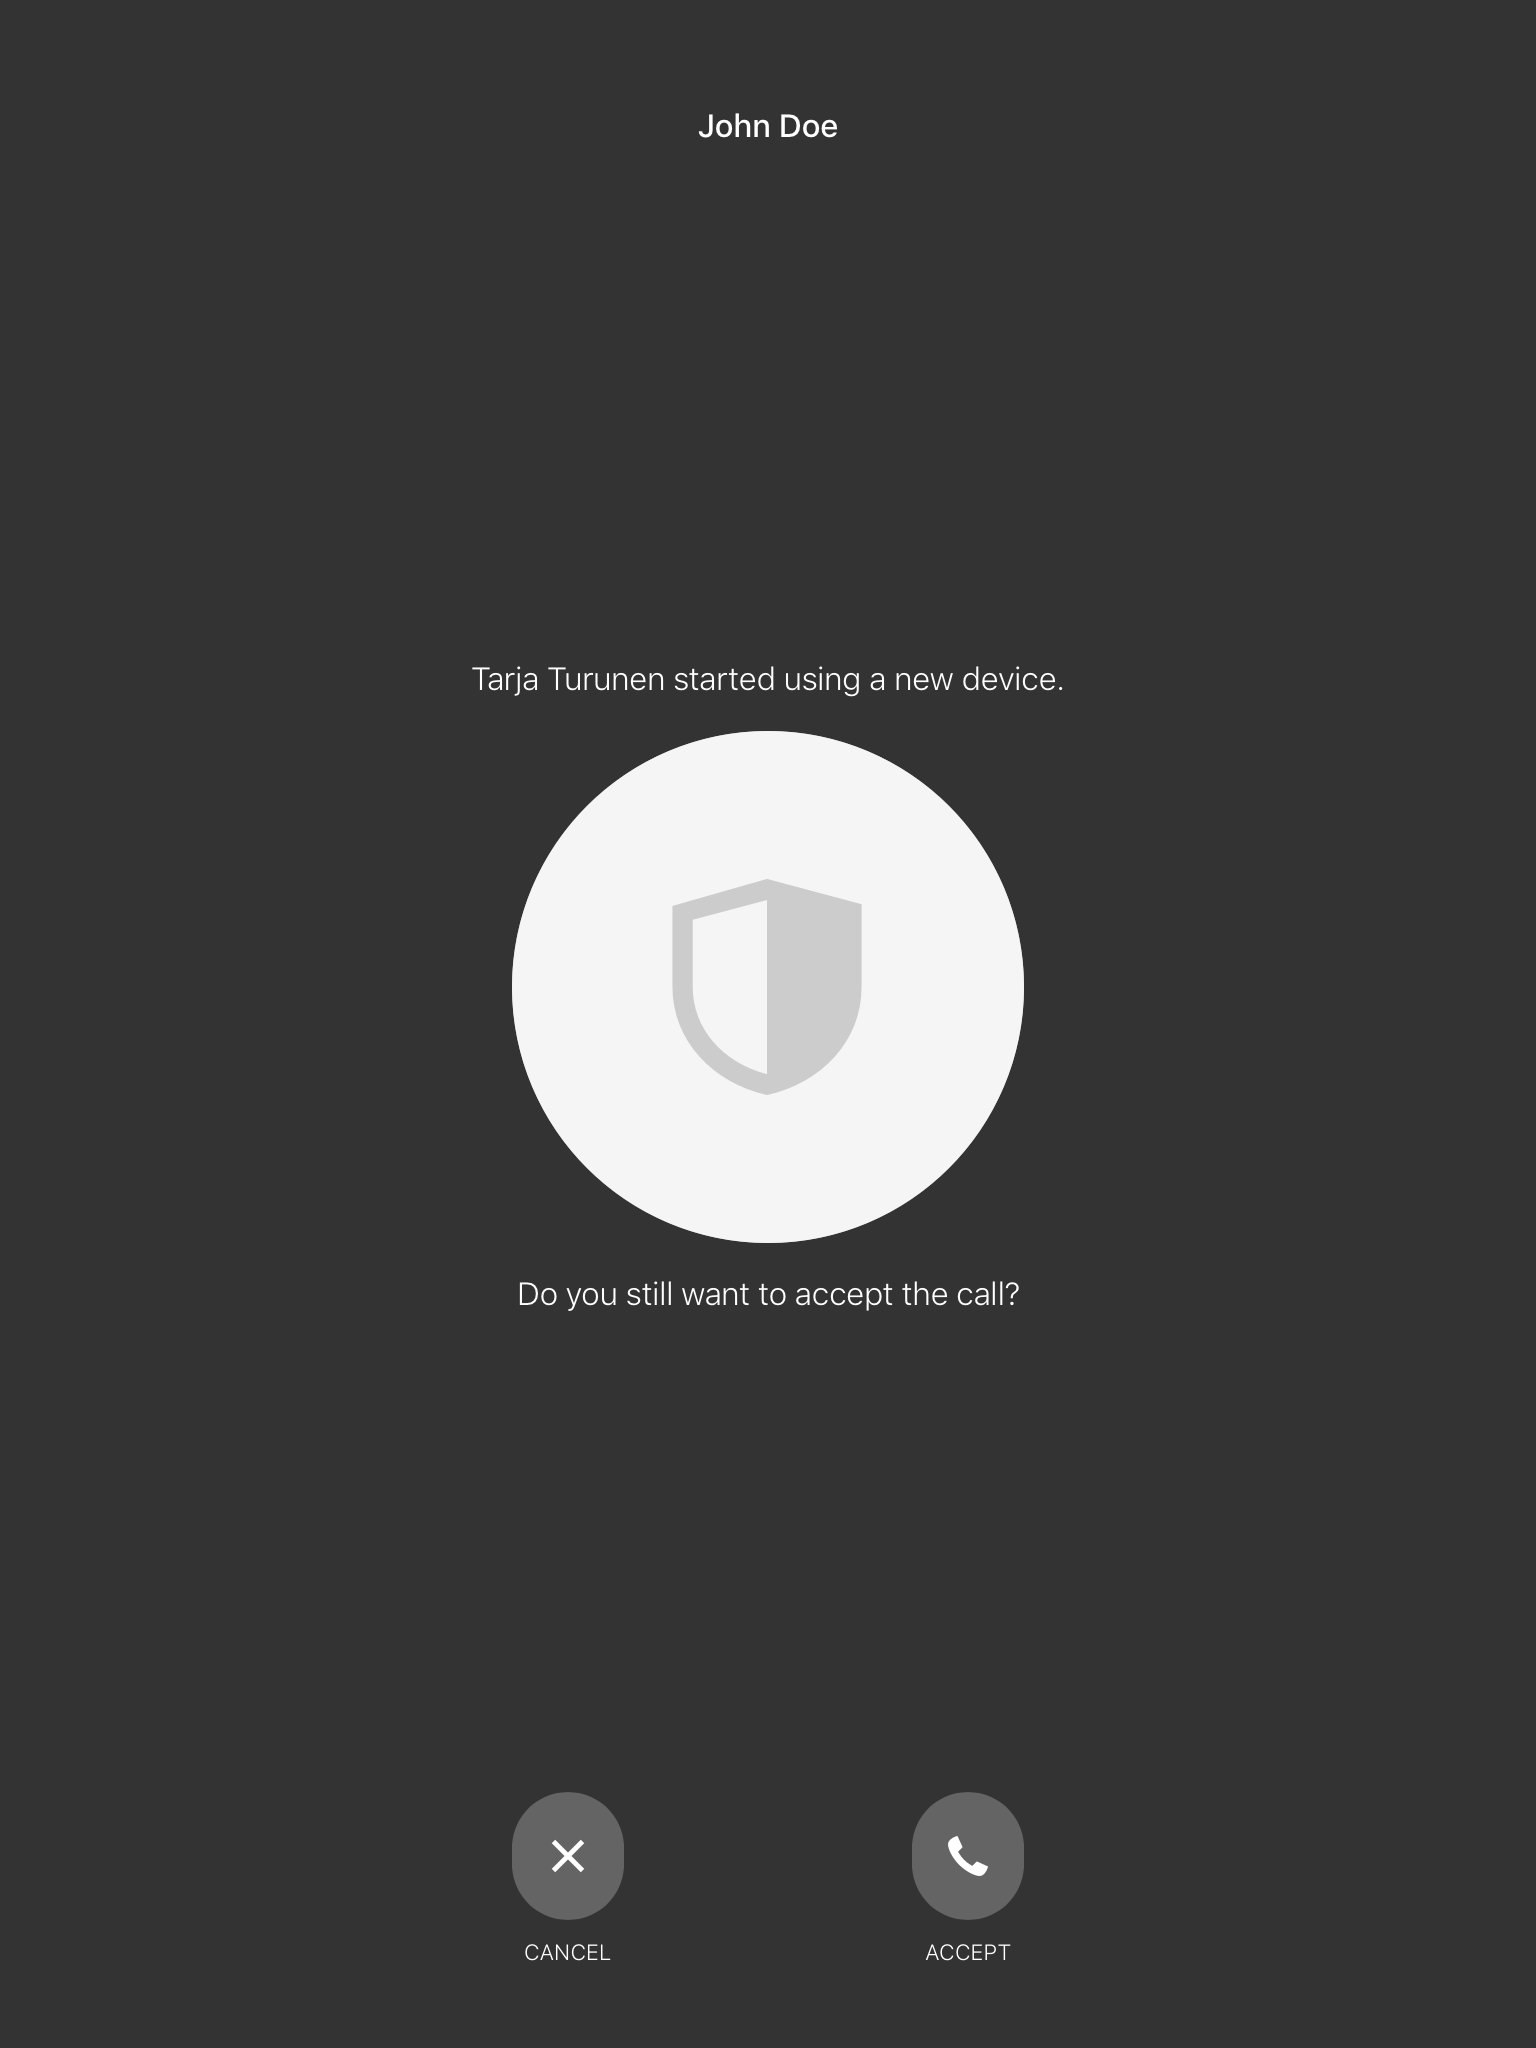 John Doe
Tarja Turunen started using a new device.
Do you still want to accept the call?
CANCEL
ACCEPT